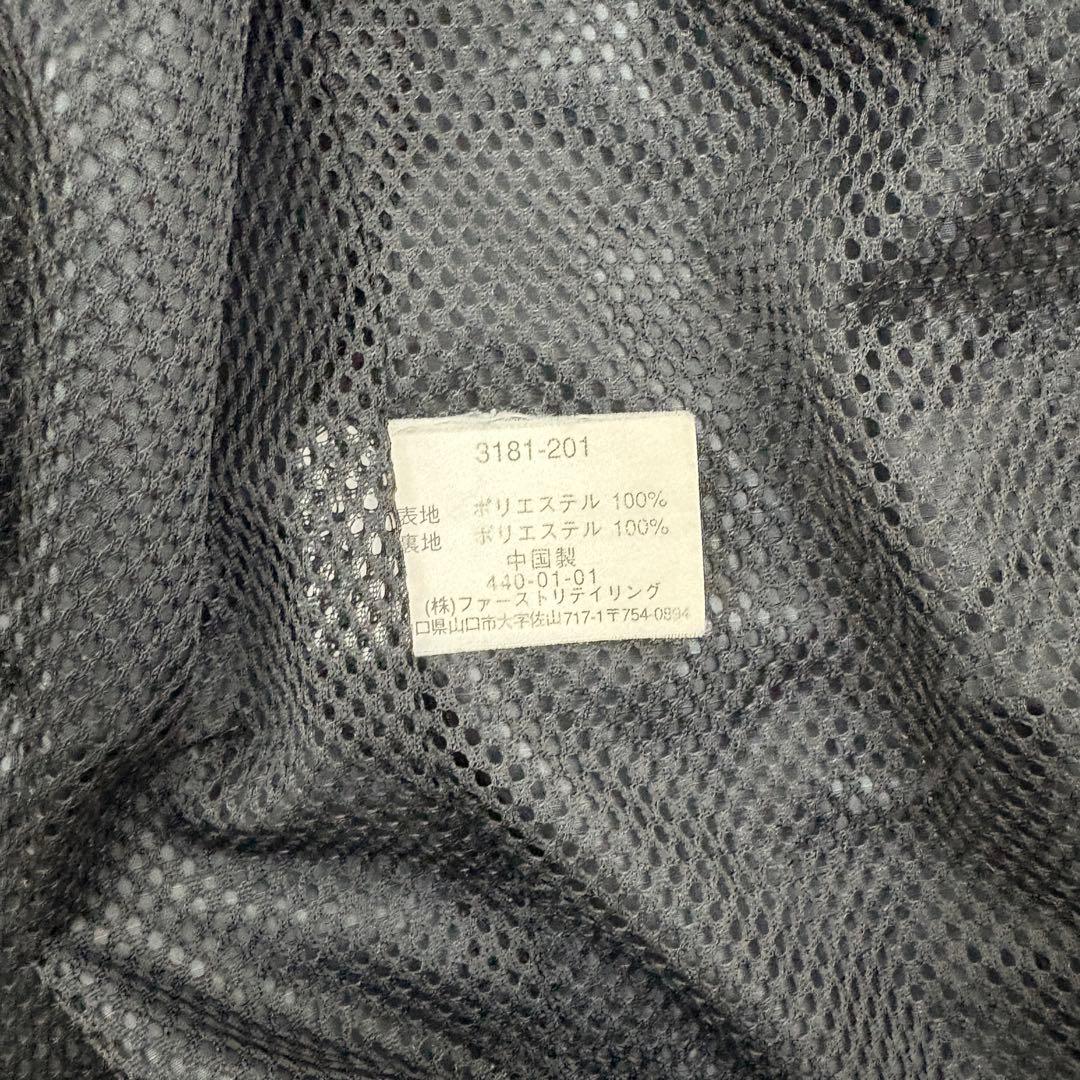 3181-201
表地 ポリエステル 100%
裏地 ポリエステル 100%
中国製
440-01-01
(株)ファーストリテイリング
口県山口市大字佐山717-1〒754-0894